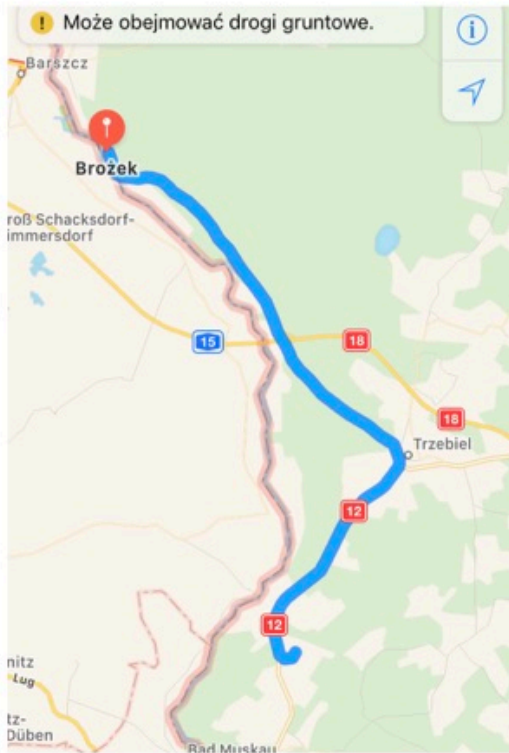 Może obejmować drogi gruntowe.
Barszcz
Brożek
roß Schacksdorf-
immersdorf
15
18
18
Trzebiel
12
12
nitz
Lug
tz-
Düben
Bad Muskau